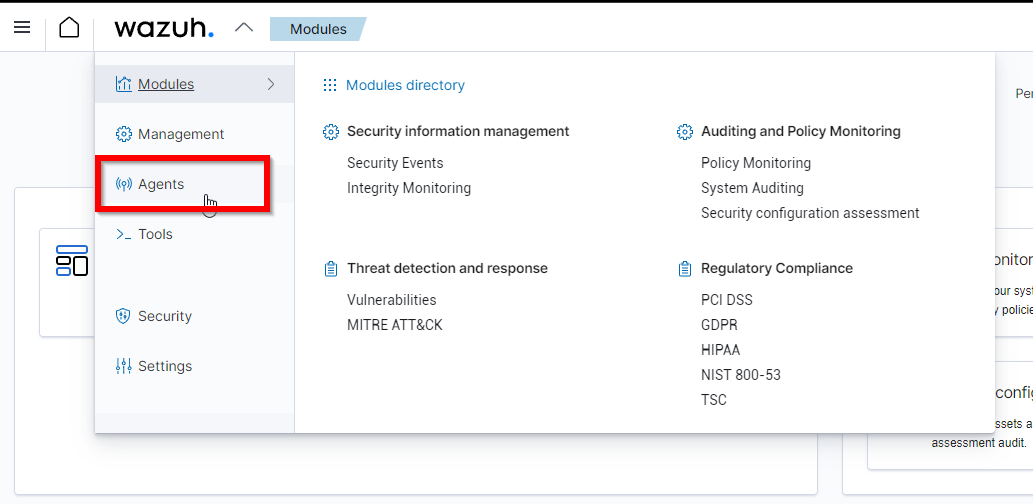 wazuh.
Modules
Per
Modules
Management
Agents
Tools
Security
Settings
Modules directory
Security information management
Security Events
Integrity Monitoring
Auditing and Policy Monitoring
Policy Monitoring
System Auditing
Security configuration assessment
Threat detection and response
Vulnerabilities
MITRE ATT&CK
Regulatory Compliance
PCI DSS
GDPR
HIPAA
NIST 800-53
TSC
onitor
our sys
y policie
config
ssets a
assessment audit.